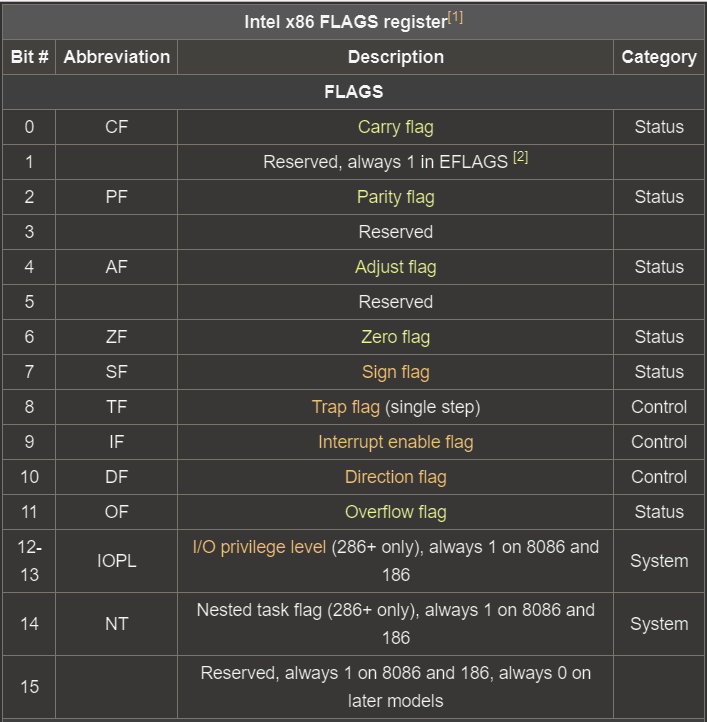 Intel x86 FLAGS register[1]
Bit # Abbreviation Description Category
FLAGS
0 CF Carry flag Status
1 Reserved, always 1 in EFLAGS [2]
2 PF Parity flag Status
3 Reserved
4 AF Adjust flag Status
5 Reserved
6 ZF Zero flag Status
7 SF Sign flag Status
8 TF Trap flag (single step) Control
9 IF Interrupt enable flag Control
10 DF Direction flag Control
11 OF Overflow flag Status
12-
13 IOPL I/O privilege level (286+ only), always 1 on 8086 and
186 System
14 NT Nested task flag (286+ only), always 1 on 8086 and
186 System
15 Reserved, always 1 on 8086 and 186, always 0 on
later models